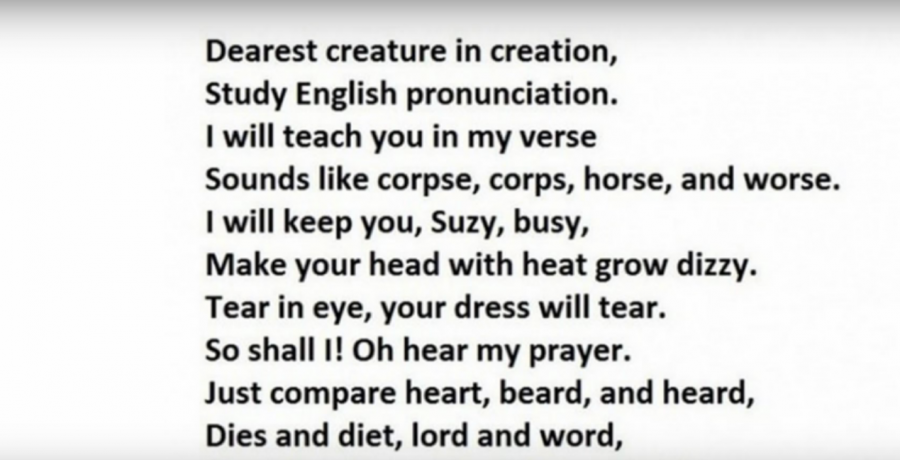 Dearest creature in creation,
Study English pronunciation.
I will teach you in my verse
Sounds like corpse, corps, horse, and worse.
I will keep you, Suzy, busy,
Make your head with heat grow dizzy.
Tear in eye, your dress will tear.
So shall I! Oh hear my prayer.
Just compare heart, beard, and heard,
Dies and diet, lord and word,